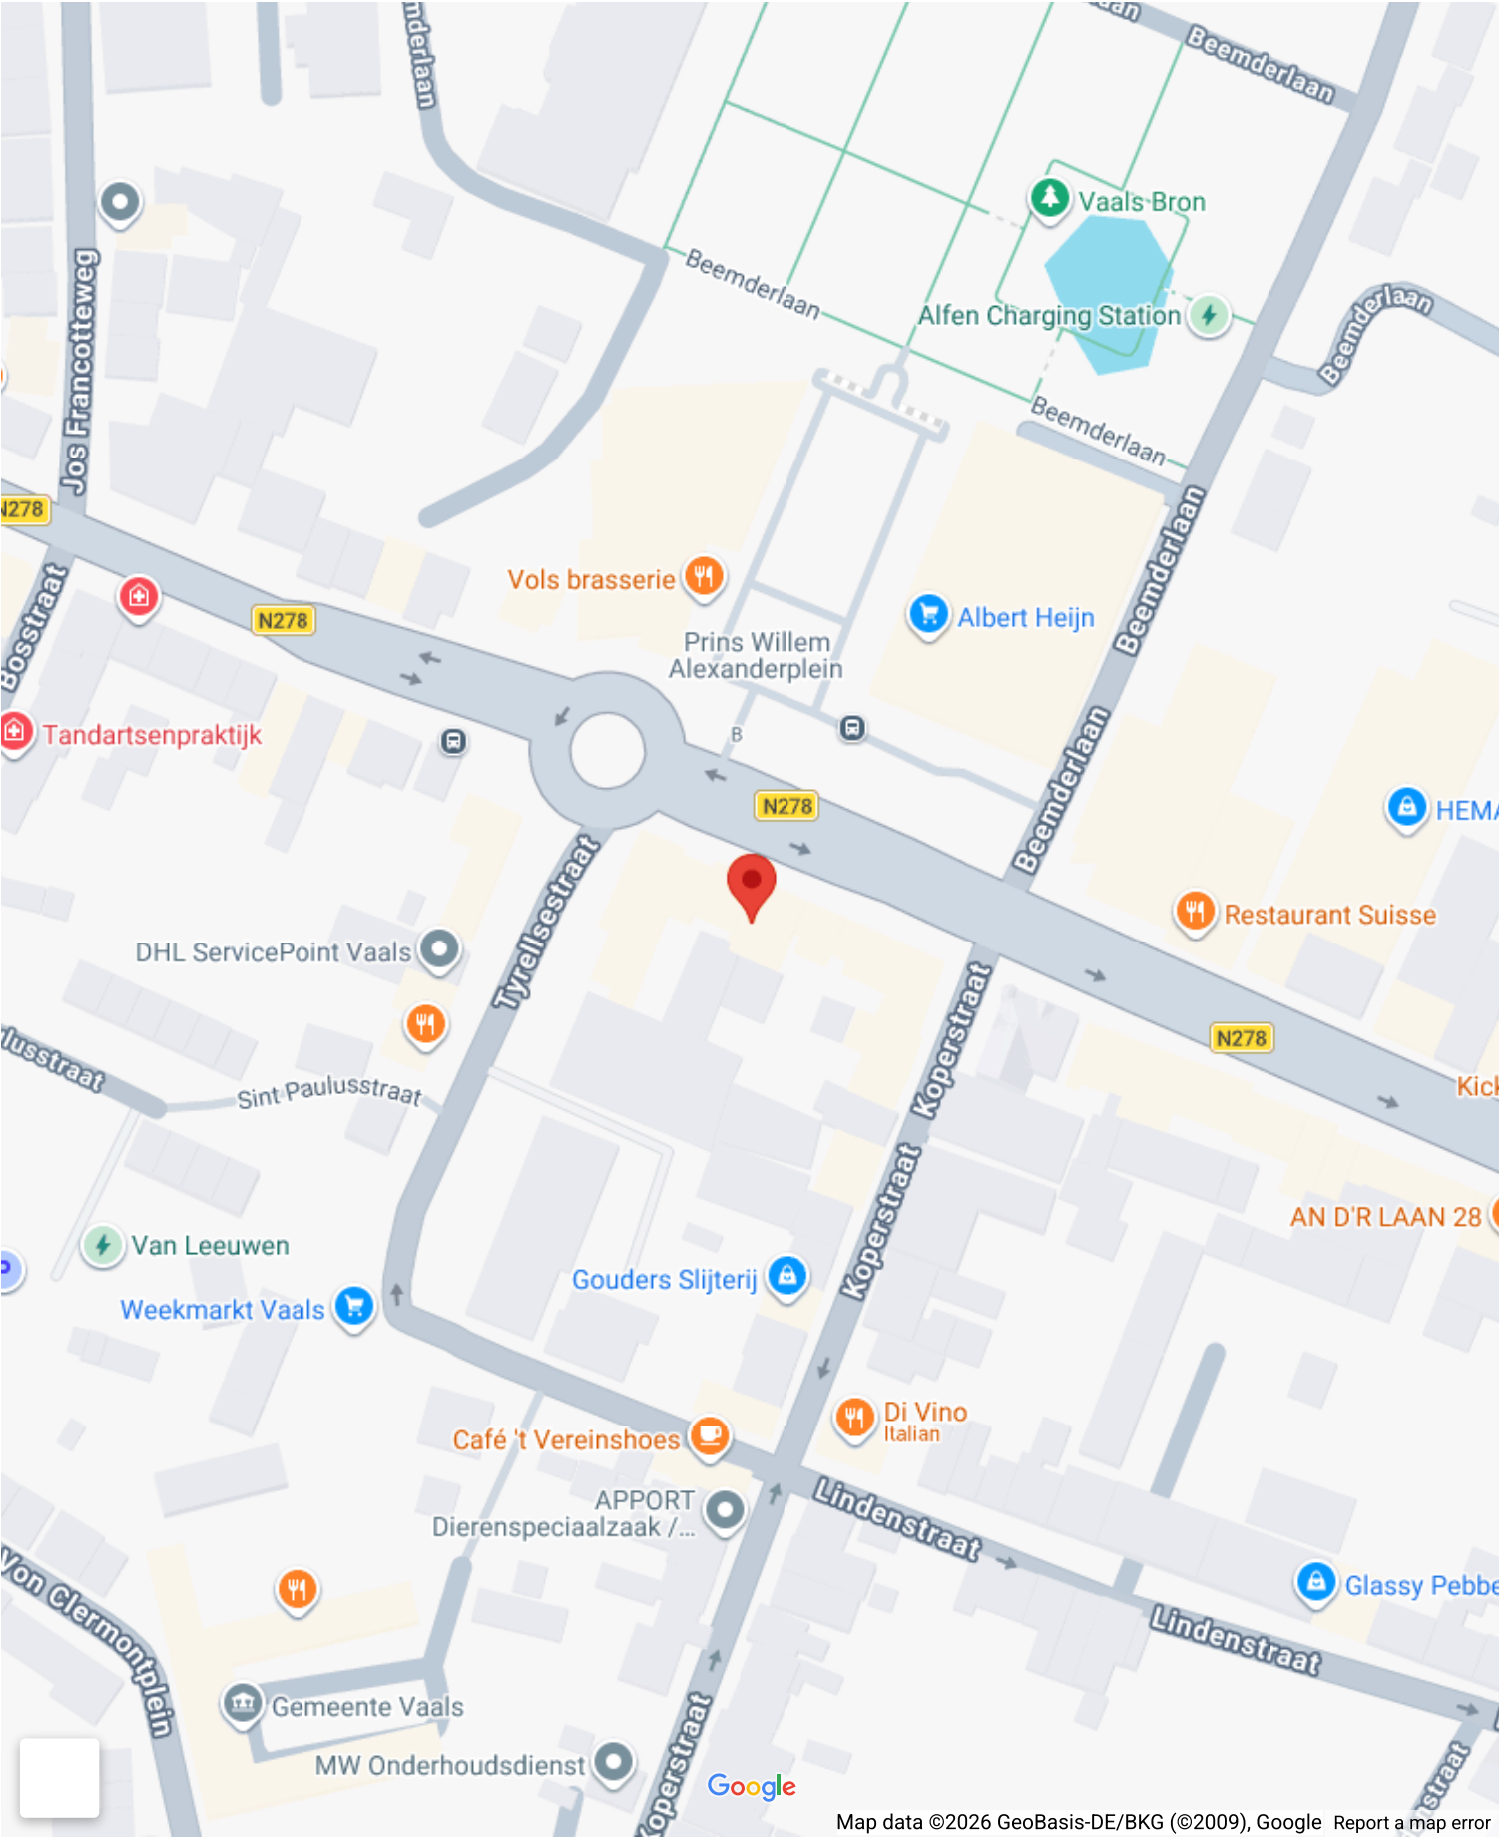 Beemderlaan
Vaals Bron
Beemderlaan
Alfen Charging Station
Beemderlaan
Jos Francotteweg
Beemderlaan
N278
Beemderlaan
Bosstraat
Vols brasserie
N278
Albert Heijn
Prins Willem
Alexanderplein
Tandartsenpraktijk
B
N278
Beemderlaan
HEMA
Tyrellsestraat
Restaurant Suisse
DHL ServicePoint Vaals
Koperstraat
N278
Sint Paulusstraat
Kick
Koperstraat
AN D'R LAAN 28
Van Leeuwen
Gouders Slijterij
Weekmarkt Vaals
Di Vino
Italian
Café 't Vereinshoes
APPORT
Dierenspeciaalzaak /...
Lindenstraat
Glassy Pebbe
Von Clermontplein
Lindenstraat
Gemeente Vaals
MW Onderhoudsdienst
Koperstraat
Google
Map data ©2026 GeoBasis-DE/BKG (©2009), Google
Report a map error